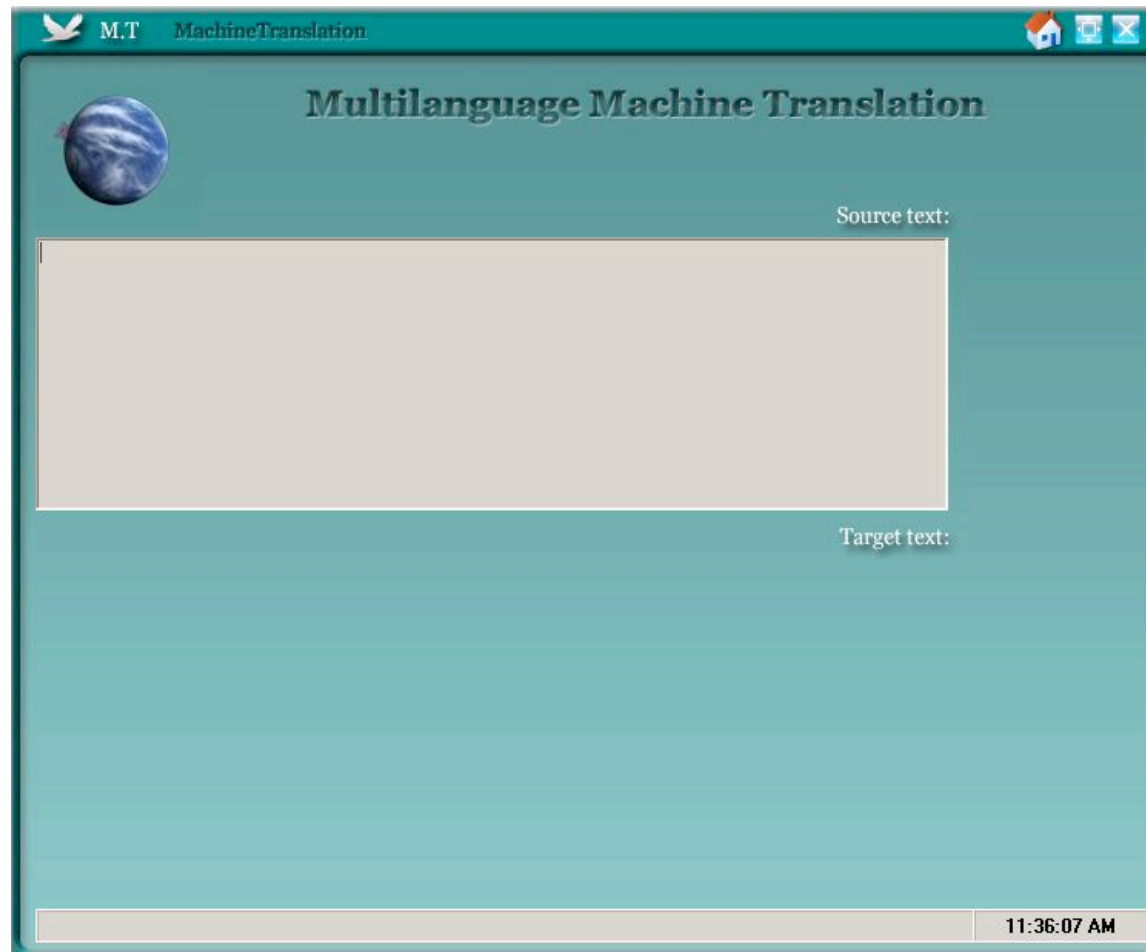 M.T MachineTranslation
Multilanguage Machine Translation
Source text:
Target text:
11:36:07 AM